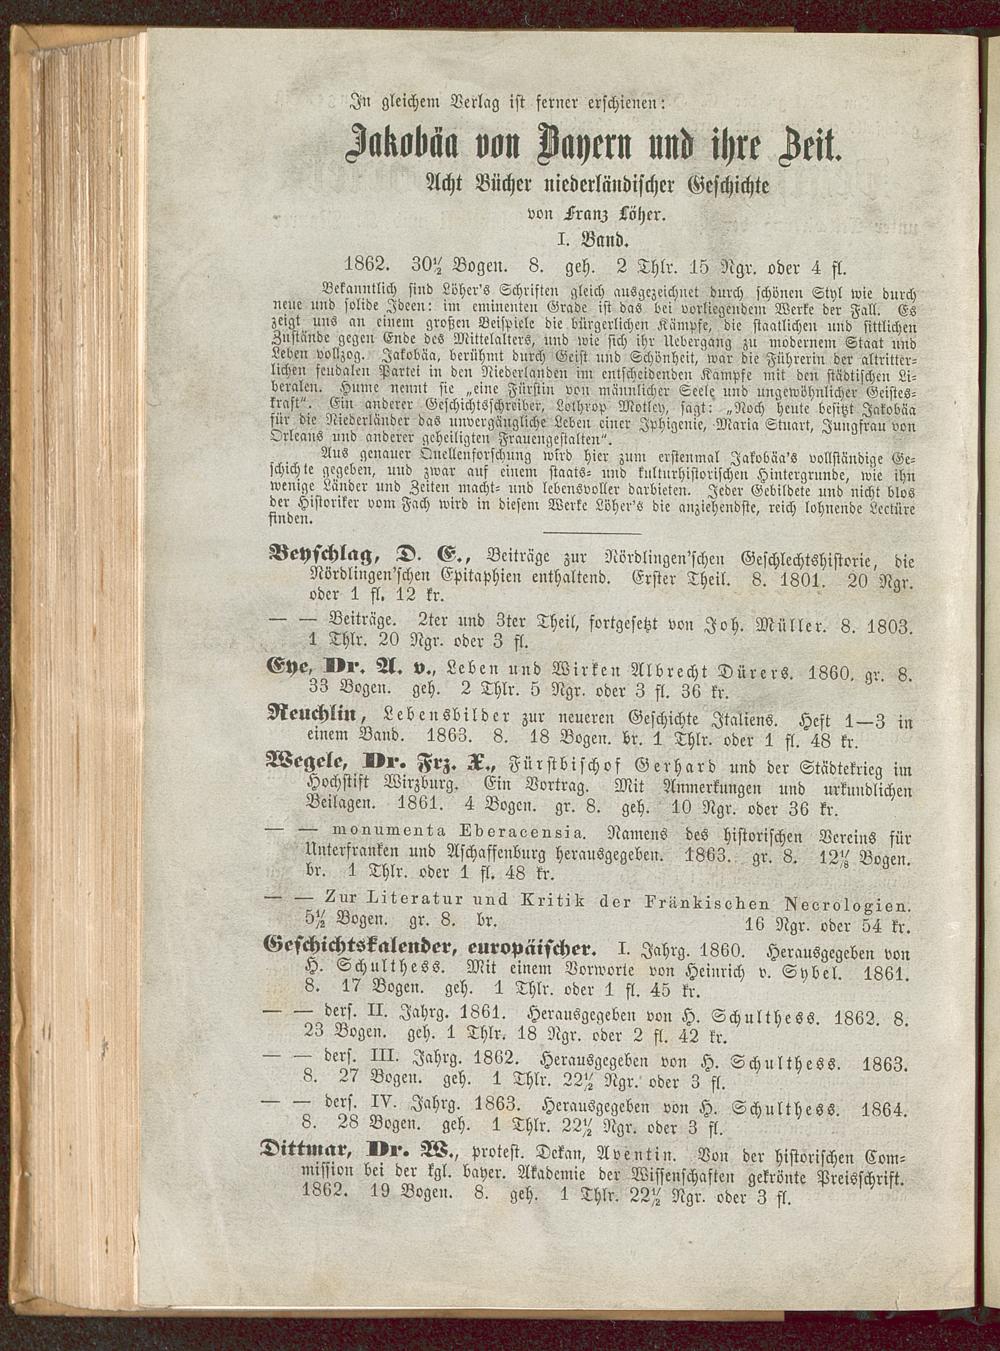 In gleichem Verlag ist ferner erschienen:
Jakobäa von Bayern und ihre Zeit.
Acht Bücher niederländischer Geschichte
von Franz Löher.
I. Band.
1862. 30½ Bogen. 8. geh. 2 Thlr. 15 Ngr. oder 4 fl.
Bekanntlich sind Löher's Schriften gleich ausgezeichnet durch schönen Styl wie durch
neue und solide Ideen: im eminenten Grade ist das bei vorliegendem Werke der Fall. Es
zeigt uns an einem großen Beispiele die bürgerlichen Kämpfe, die staatlichen und sittlichen
Zustände gegen Ende des Mittelalters, und wie sich ihr Uebergang zu modernem Staat und
Leben vollzog. Jakobäa, berühmt durch Geist und Schönheit, war die Führerin der altritter-
lichen feudalen Partei in den Niederlanden im entscheidenden Kampfe mit den städtischen Li-
beralen. Hume nennt sie „eine Fürstin von männlicher Seele und ungewöhnlicher Geistes-
kraft“. Ein anderer Geschichtsschreiber, Lothrop Motley, sagt: „Noch heute besitzt Jakobäa
für die Niederländer das unvergängliche Leben einer Iphigenie, Maria Stuart, Jungfrau von
Orleans und anderer geheiligten Frauengestalten“.
Aus genauer Quellenforschung wird hier zum erstenmal Jakobäa's vollständige Ge-
schichte gegeben, und zwar auf einem staats- und kulturhistorischen Hintergrunde, wie ihn
wenige Länder und Zeiten macht- und lebensvoller darbieten. Jeder Gebildete und nicht blos
der Historiker vom Fach wird in diesem Werke Löher's die anziehendste, reich lohnende Lectüre
finden.
Beyschlag, D. E., Beiträge zur Nördlingen'schen Geschlechtshistorie, die
Nördlingen'schen Epitaphien enthaltend. Erster Theil. 8. 1801. 20 Ngr.
oder 1 fl. 12 kr.
— — Beiträge. 2ter und 3ter Theil, fortgesetzt von Joh. Müller. 8. 1803.
1 Thlr. 20 Ngr. oder 3 fl.
Eye, Dr. A. v., Leben und Wirken Albrecht Dürers. 1860. gr. 8.
33 Bogen. geh. 2 Thlr. 5 Ngr. oder 3 fl. 36 kr.
Reuchlin, Lebensbilder zur neueren Geschichte Italiens. Heft 1—3 in
einem Band. 1863. 8. 18 Bogen. br. 1 Thlr. oder 1 fl. 48 kr.
Wegele, Dr. Frz. X., Fürstbischof Gerhard und der Städtekrieg im
Hochstift Wirzburg. Ein Vortrag. Mit Anmerkungen und urkundlichen
Beilagen. 1861. 4 Bogen. gr. 8. geh. 10 Ngr. oder 36 kr.
— — monumenta Eberacensia. Namens des historischen Vereins für
Unterfranken und Aschaffenburg herausgegeben. 1863. gr. 8. 12⅞ Bogen.
br. 1 Thlr. oder 1 fl. 48 kr.
— — Zur Literatur und Kritik der Fränkischen Necrologien.
5½ Bogen. gr. 8. br. 16 Ngr. oder 54 kr.
Geschichtskalender, europäischer. I. Jahrg. 1860. Herausgegeben von
H. Schulthess. Mit einem Vorworte von Heinrich v. Sybel. 1861.
8. 17 Bogen. geh. 1 Thlr. oder 1 fl. 45 kr.
— — ders. II. Jahrg. 1861. Herausgegeben von H. Schulthess. 1862. 8.
23 Bogen. geh. 1 Thlr. 18 Ngr. oder 2 fl. 42 kr.
— — ders. III. Jahrg. 1862. Herausgegeben von H. Schulthess. 1863.
8. 27 Bogen. geh. 1 Thlr. 22½ Ngr. oder 3 fl.
— — ders. IV. Jahrg. 1863. Herausgegeben von H. Schulthess. 1864.
8. 28 Bogen. geh. 1 Thlr. 22½ Ngr. oder 3 fl.
Dittmar, Dr. W., protest. Dekan, Aventin. Von der historischen Com-
mission bei der kgl. bayer. Akademie der Wissenschaften gekrönte Preisschrift.
1862. 19 Bogen. 8. geh. 1 Thlr. 22½ Ngr. oder 3 fl.